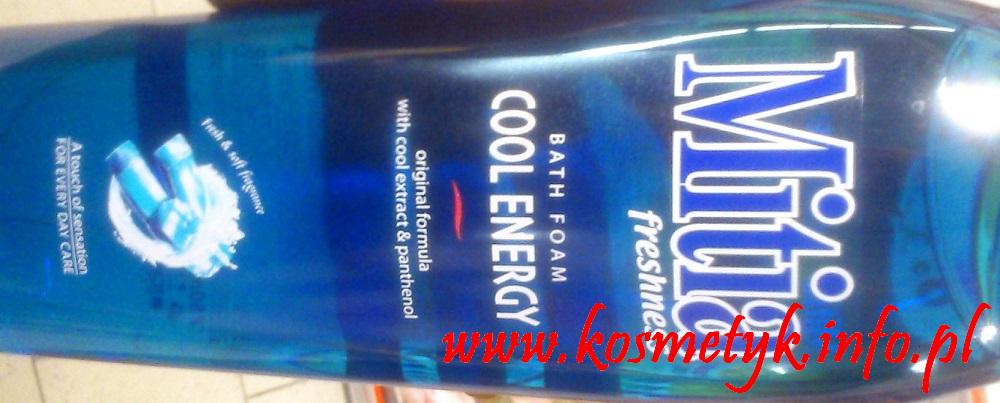 Mitia
freshness
BATH FOAM
COOL ENERGY
original formula
with cool extract & panthenol
Fresh & soft fragrance
A touch of sensation
FOR EVERY DAY CARE
www.kosmetyk.info.pl